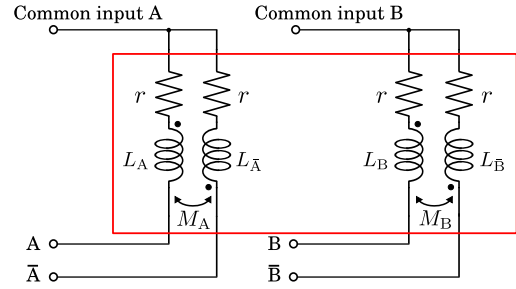 Common input A
Common input B
r
r
r
r
L_A
L_Ā
L_B
L_B̄
M_A
M_B
A
B
Ā
B̄